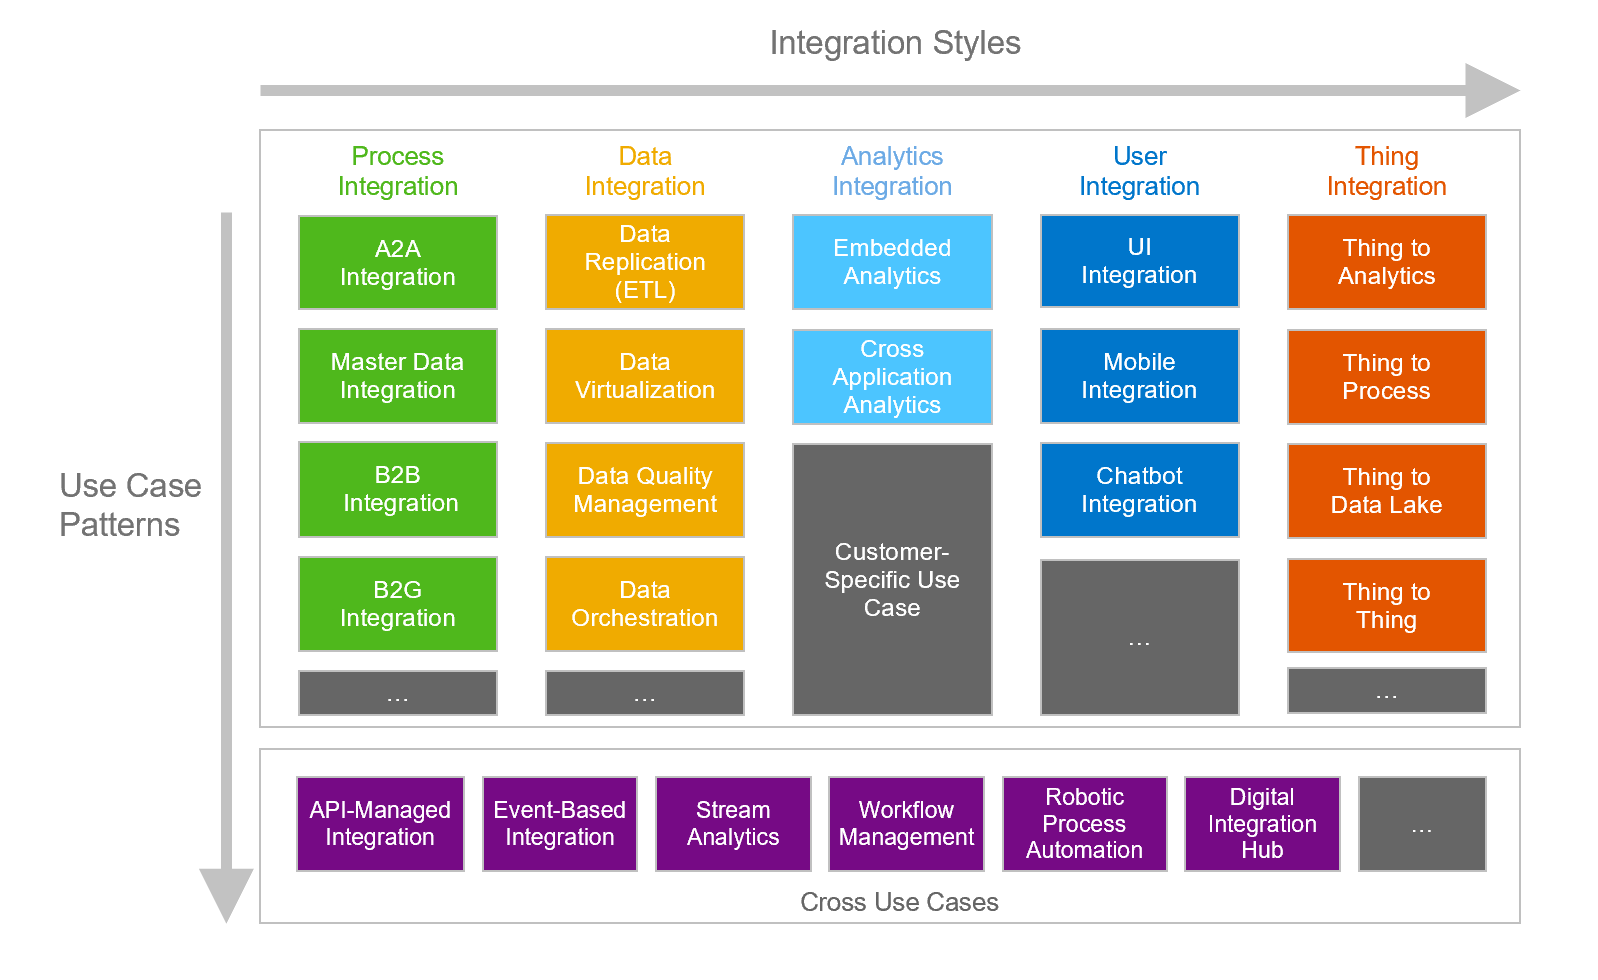 Integration Styles
Process
Integration
Data
Integration
Analytics
Integration
User
Integration
Thing
Integration
Use Case
Patterns
A2A
Integration
Master Data
Integration
B2B
Integration
B2G
Integration
...
Data
Replication
(ETL)
Data
Virtualization
Data Quality
Management
Data
Orchestration
...
Embedded
Analytics
Cross
Application
Analytics
Customer-
Specific Use
Case
UI
Integration
Mobile
Integration
Chatbot
Integration
...
Thing to
Analytics
Thing to
Process
Thing to
Data Lake
Thing to
Thing
...
API-Managed
Integration
Event-Based
Integration
Stream
Analytics
Workflow
Management
Robotic
Process
Automation
Digital
Integration
Hub
...
Cross Use Cases